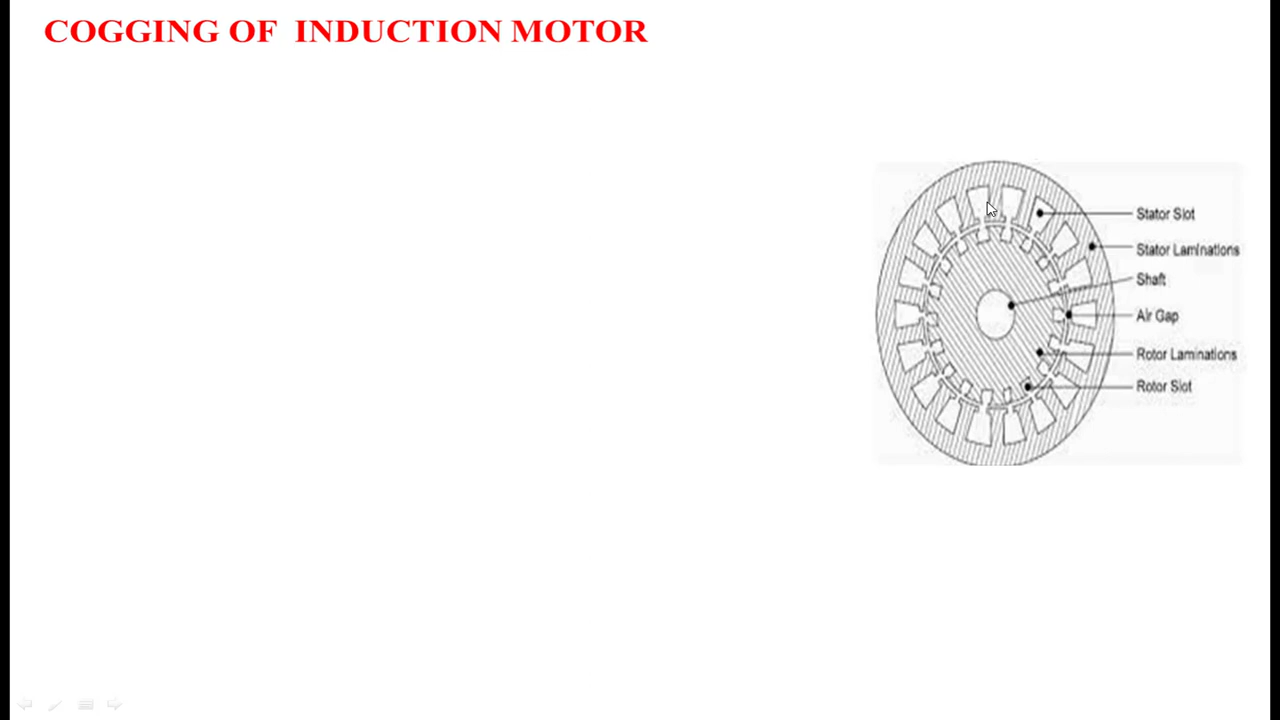 COGGING OF INDUCTION MOTOR
Stator Slot
Stator Laminations
Shaft
Air Gap
Rotor Laminations
Rotor Slot